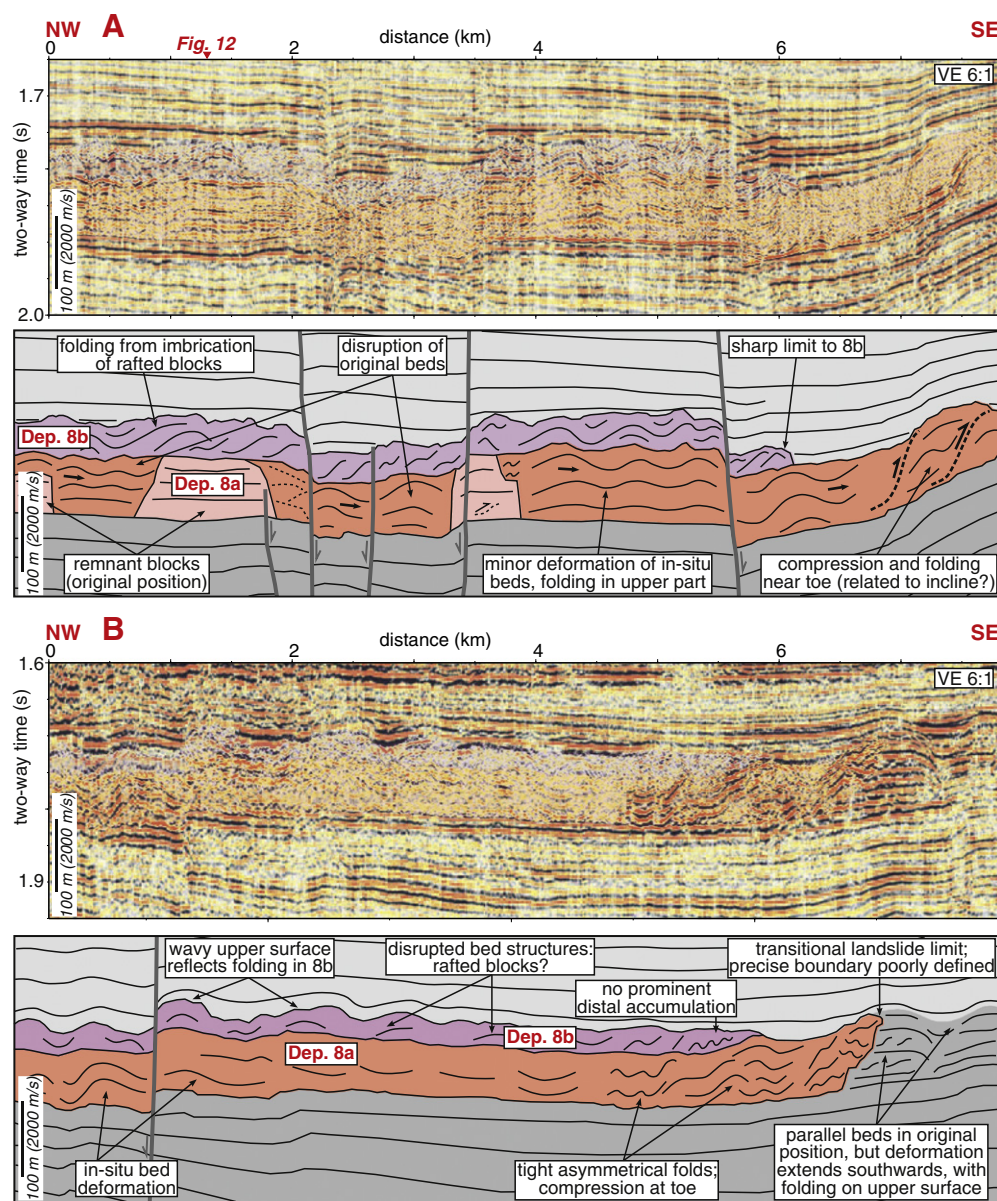 NW A SE
Fig. 12
distance (km)
0 2 4 6
VE 6:1
1.7
two-way time (s)
100 m (2000 m/s)
2.0
folding from imbrication
of rafted blocks
disruption of
original beds
sharp limit to 8b
Dep. 8b
Dep. 8a
100 m (2000 m/s)
remnant blocks
(original position)
minor deformation of in-situ
beds, folding in upper part
compression and folding
near toe (related to incline?)
NW B SE
distance (km)
0 2 4 6
1.6
VE 6:1
two-way time (s)
100 m (2000 m/s)
1.9
wavy upper surface
reflects folding in 8b
disrupted bed structures:
rafted blocks?
transitional landslide limit;
precise boundary poorly defined
no prominent
distal accumulation
Dep. 8b
Dep. 8a
100 m (2000 m/s)
in-situ bed
deformation
tight asymmetrical folds;
compression at toe
parallel beds in original
position, but deformation
extends southwards, with
folding on upper surface